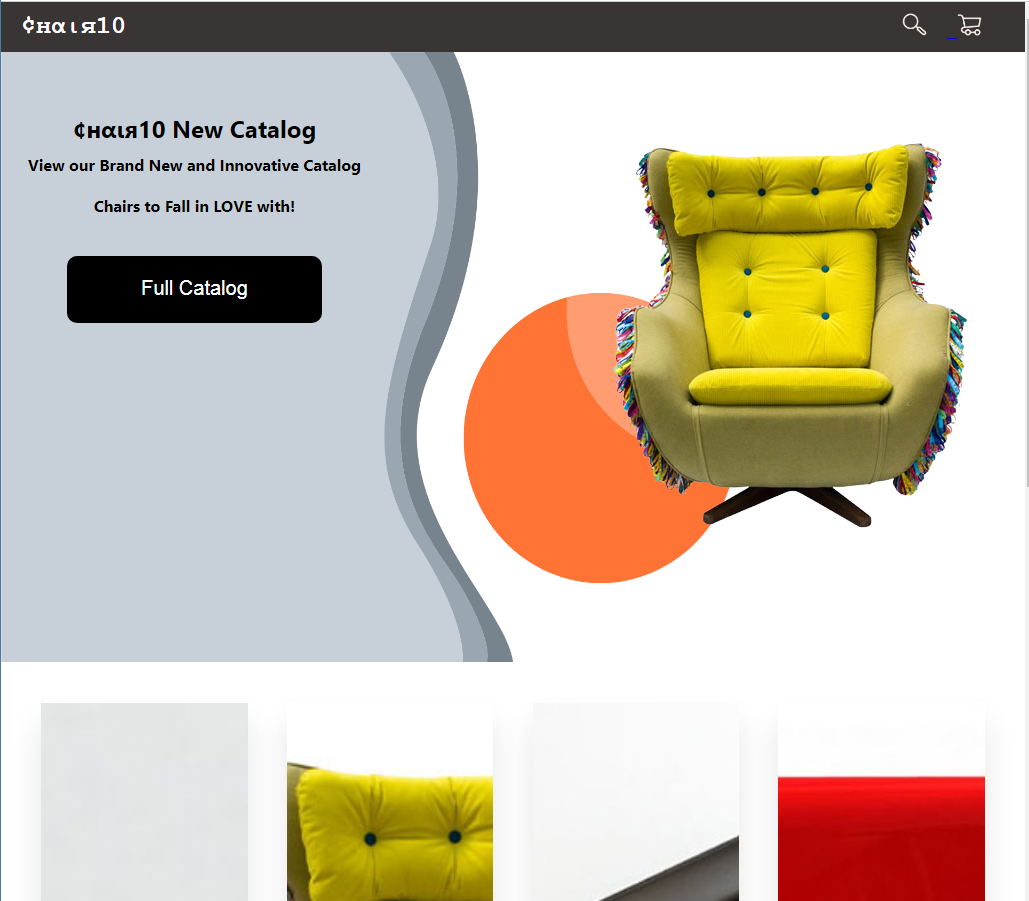 ¢нαιя10
¢нαιя10 New Catalog
View our Brand New and Innovative Catalog
Chairs to Fall in LOVE with!
Full Catalog